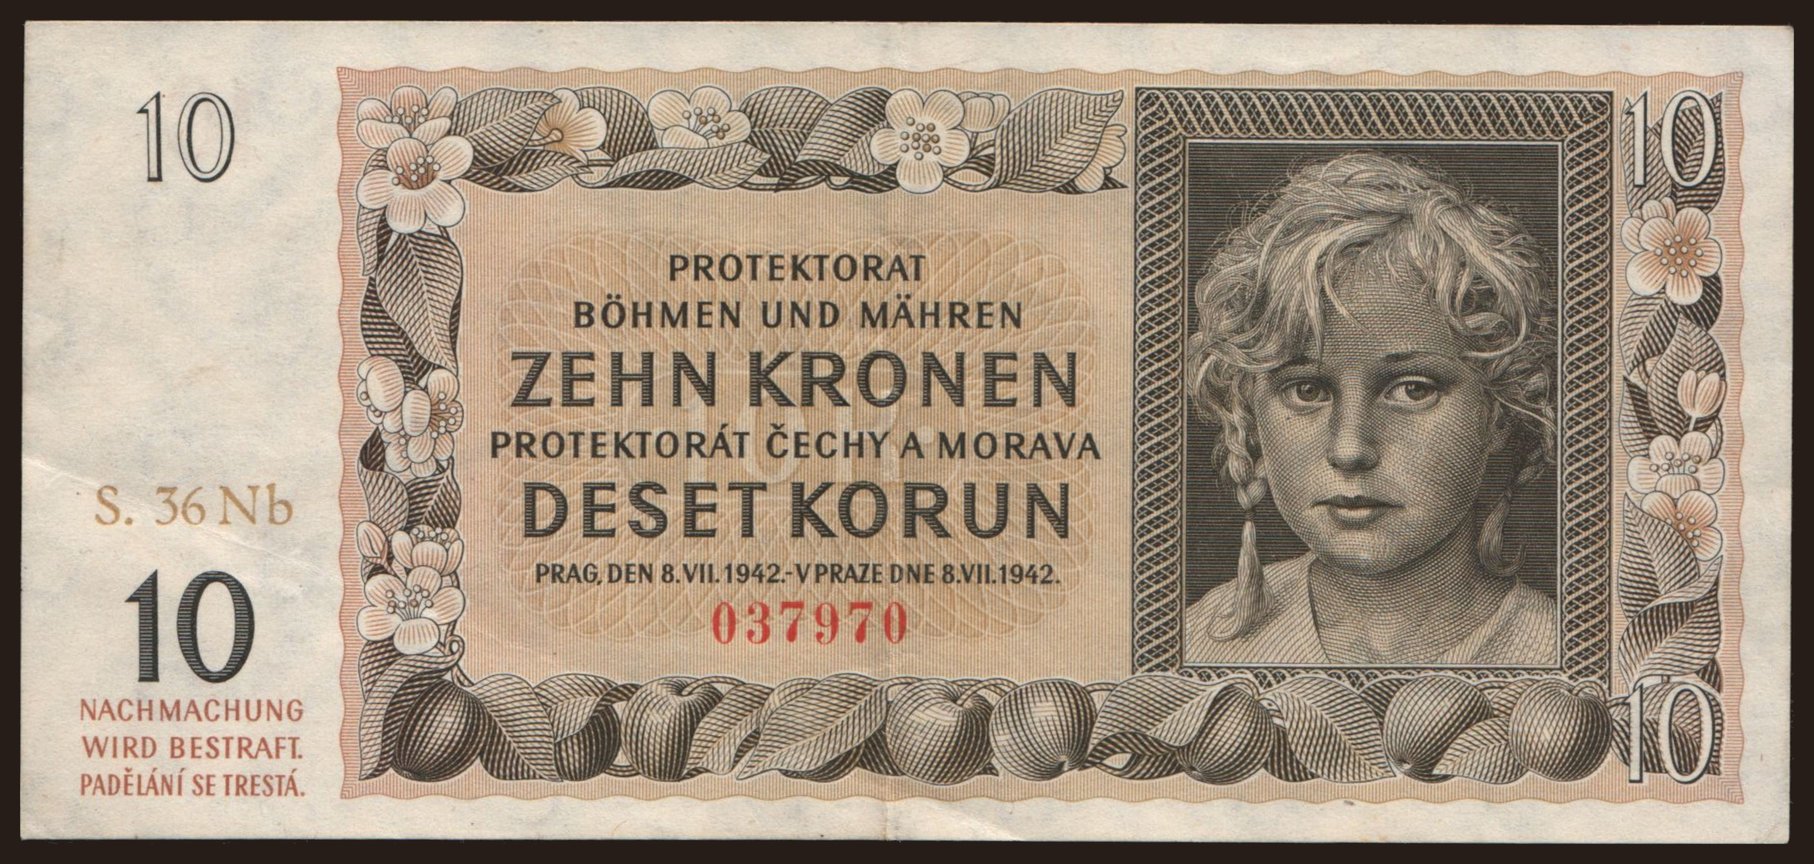 10
10
PROTEKTORAT
BÖHMEN UND MÄHREN
ZEHN KRONEN
PROTEKTORÁT ČECHY A MORAVA
DESET KORUN
PRAG, DEN 8.VII.1942.-V PRAZE DNE 8.VII.1942.
037970
S. 36 Nb
10
NACHMACHUNG
WIRD BESTRAFT.
PADĚLÁNÍ SE TRESTÁ.
10